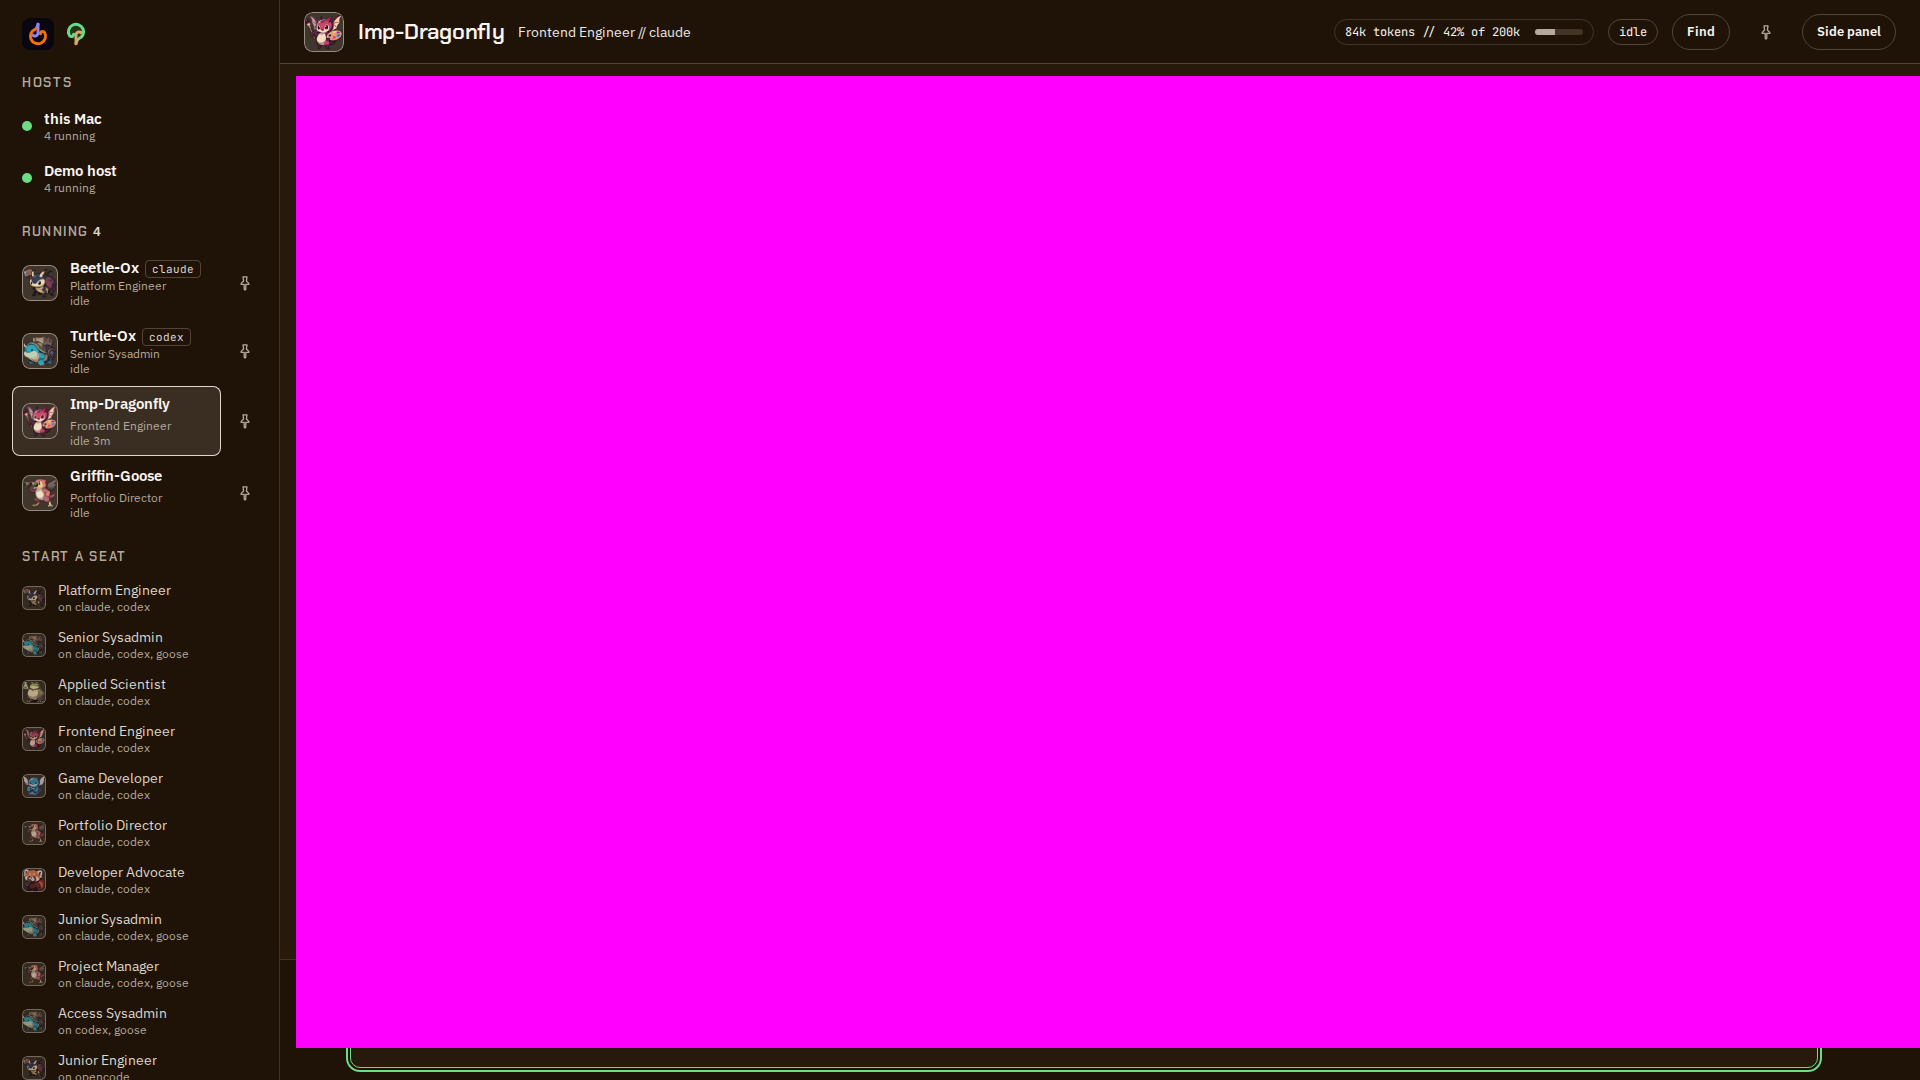 HOSTS
this Mac
4 running
Demo host
4 running
RUNNING 4
Beetle-Ox claude
Platform Engineer
idle
Turtle-Ox codex
Senior Sysadmin
idle
Imp-Dragonfly
Frontend Engineer
idle 3m
Griffin-Goose
Portfolio Director
idle
START A SEAT
Platform Engineer
on claude, codex
Senior Sysadmin
on claude, codex, goose
Applied Scientist
on claude, codex
Frontend Engineer
on claude, codex
Game Developer
on claude, codex
Portfolio Director
on claude, codex
Developer Advocate
on claude, codex
Junior Sysadmin
on claude, codex, goose
Project Manager
on claude, codex, goose
Access Sysadmin
on codex, goose
Junior Engineer
on opencode
Imp-Dragonfly Frontend Engineer // claude
84k tokens // 42% of 200k
idle
Find
Side panel